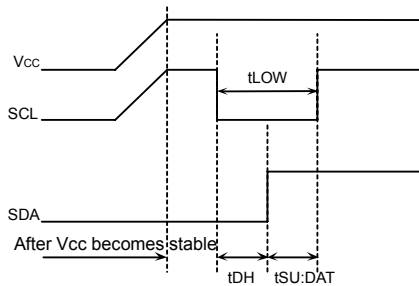 VCC
tLOW
SCL
SDA
After Vcc becomes stable
tDH
tSU:DAT